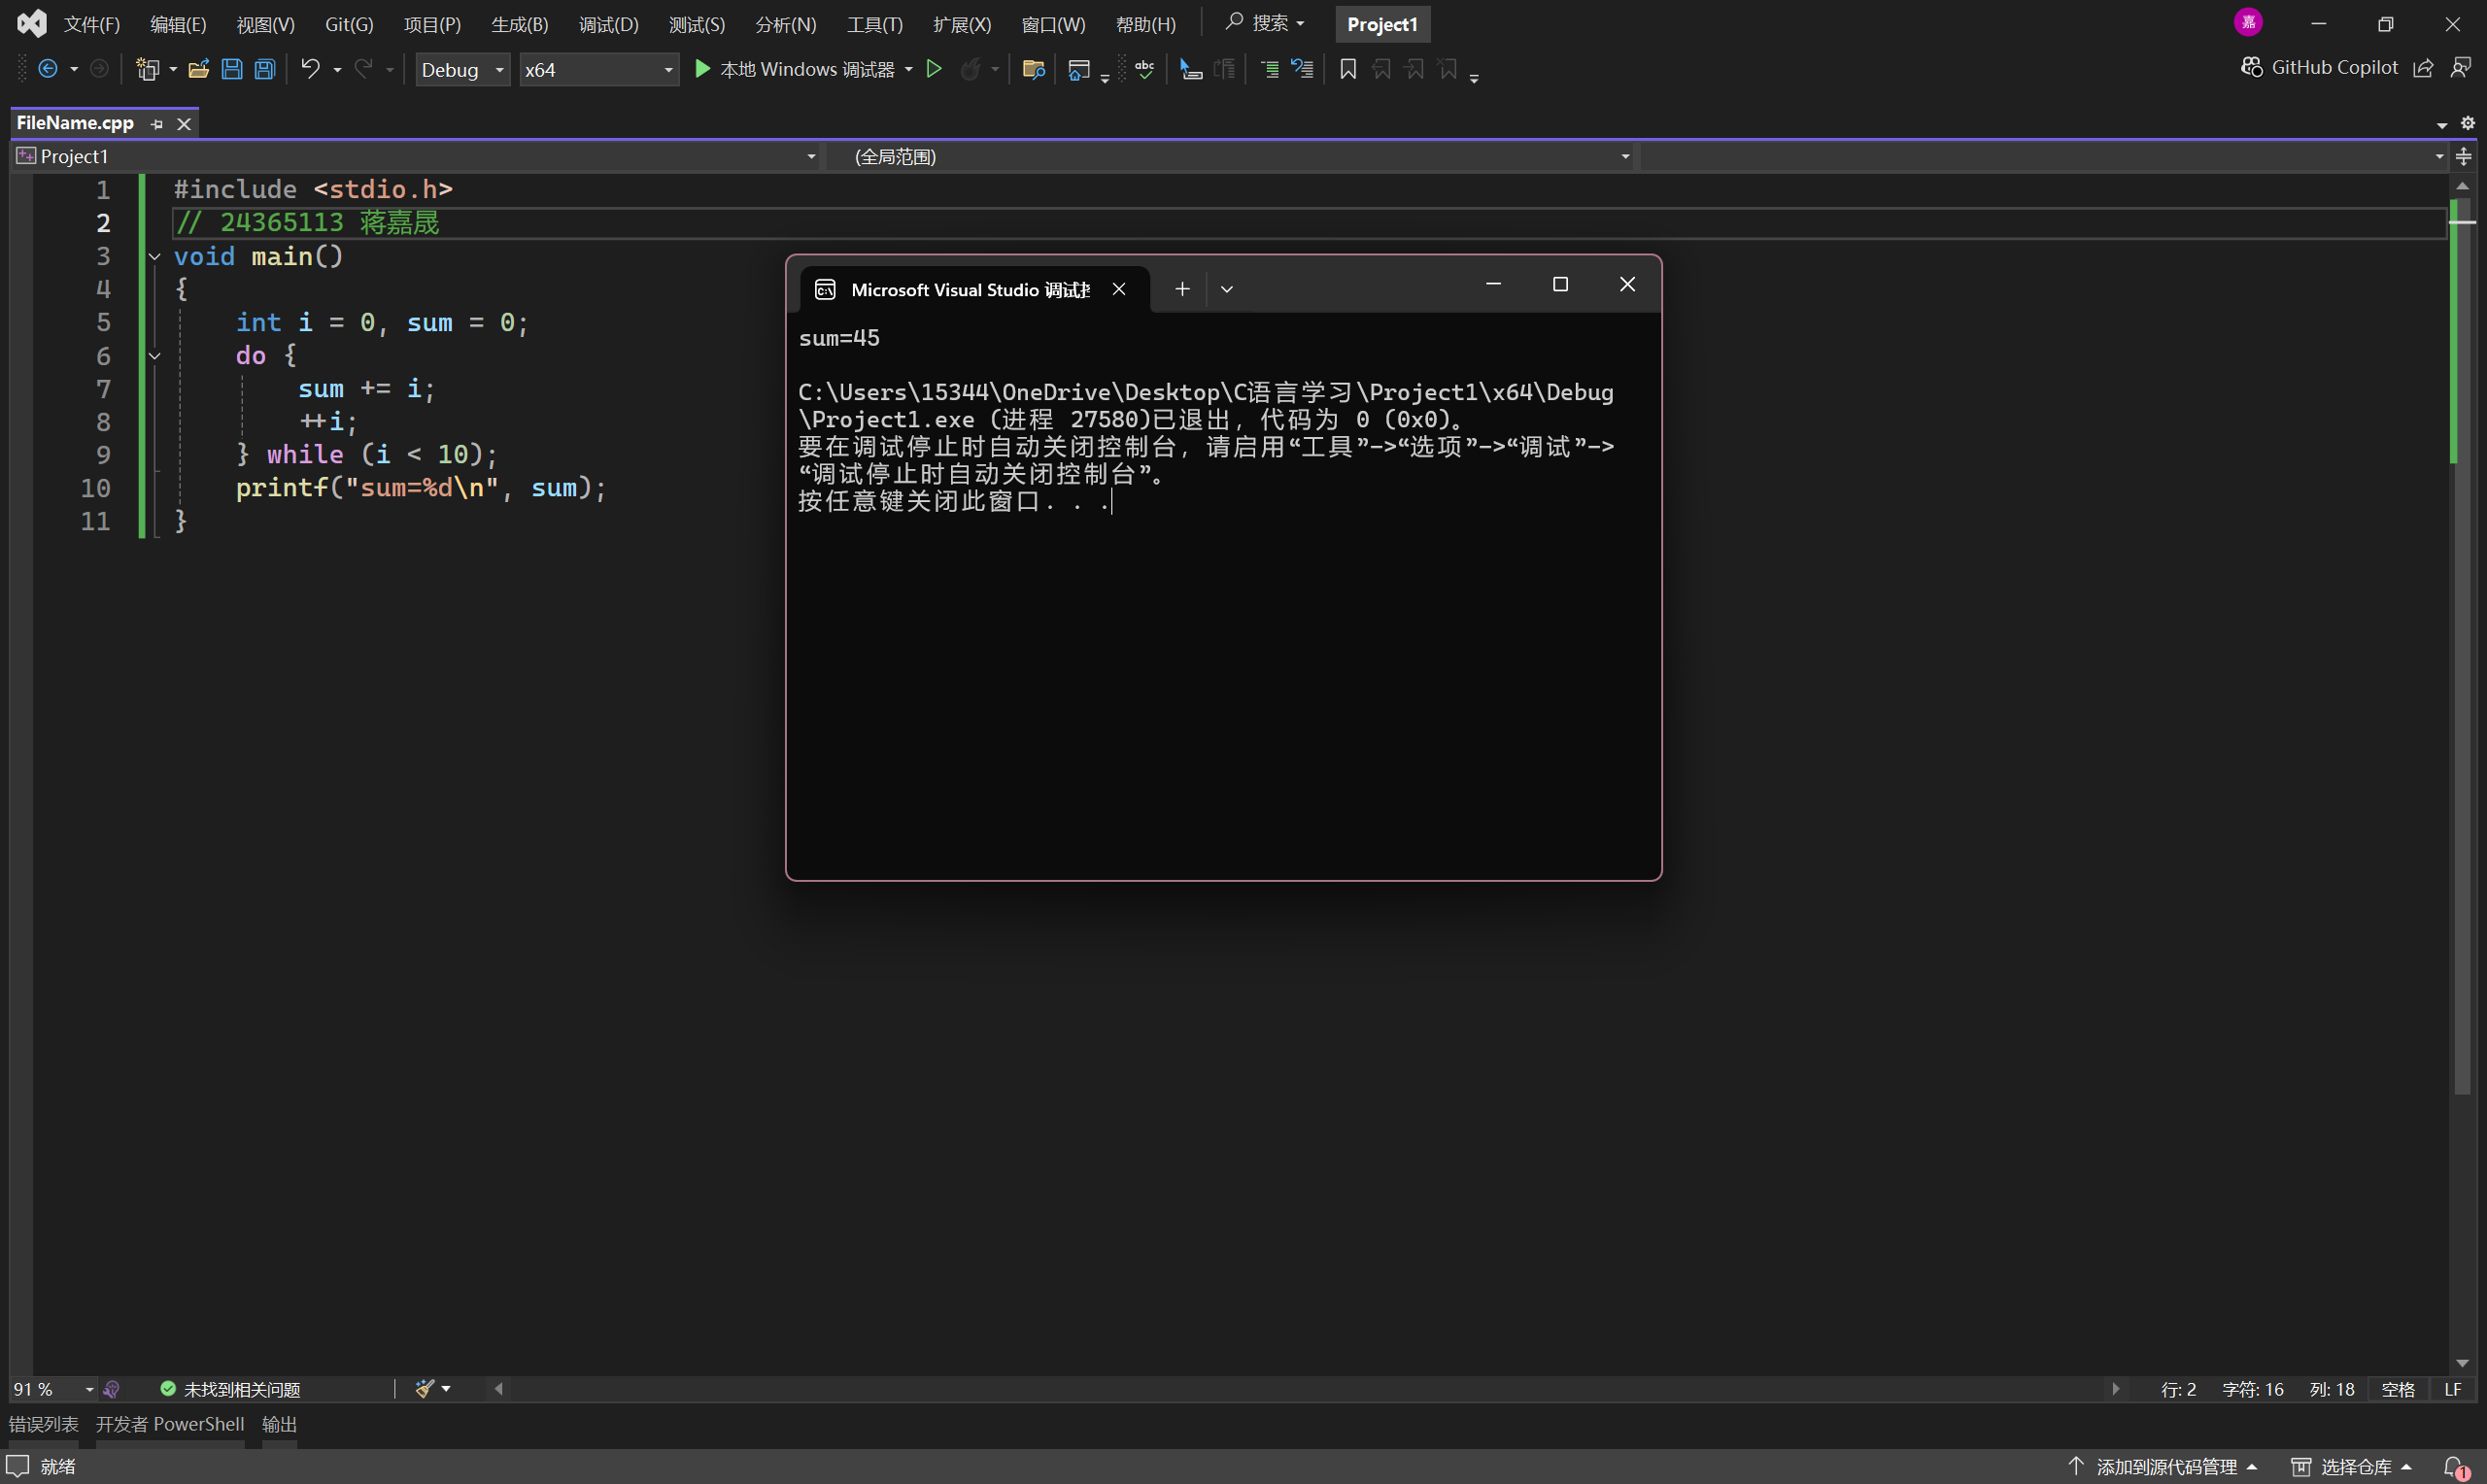 文件(F) 编辑(E) 视图(V) Git(G) 项目(P) 生成(B) 调试(D) 测试(S) 分析(N) 工具(T) 扩展(X) 窗口(W) 帮助(H) 搜索 Project1 嘉
Debug x64 本地 Windows 调试器 abc GitHub Copilot
FileName.cpp
Project1 (全局范围)
1 #include <stdio.h>
2 // 24365113 蒋嘉晟
3 void main()
4 {
5 int i = 0, sum = 0;
6 do {
7 sum += i;
8 ++i;
9 } while (i < 10);
10 printf("sum=%d\n", sum);
11 }
Microsoft Visual Studio 调试控
sum=45
C:\Users\15344\OneDrive\Desktop\C语言学习\Project1\x64\Debug
\Project1.exe (进程 27580)已退出，代码为 0 (0x0)。
要在调试停止时自动关闭控制台，请启用“工具”->“选项”->“调试”->
“调试停止时自动关闭控制台”。
按任意键关闭此窗口. . .
91 % 未找到相关问题 行: 2 字符: 16 列: 18 空格 LF
错误列表 开发者 PowerShell 输出
就绪 添加到源代码管理 选择仓库 1